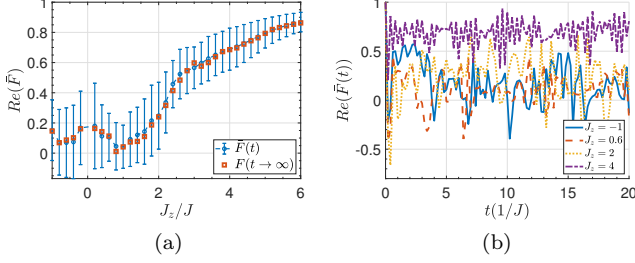 1
0.8
0.6
0.4
0.2
0
Re(F̄)
0 2 4 6
J_z/J
F̄(t)
F̄(t → ∞)
(a)
1
0.5
0
-0.5
Re(F̄(t))
0 5 10 15 20
t(1/J)
J_z = −1
J_z = 0.6
J_z = 2
J_z = 4
(b)